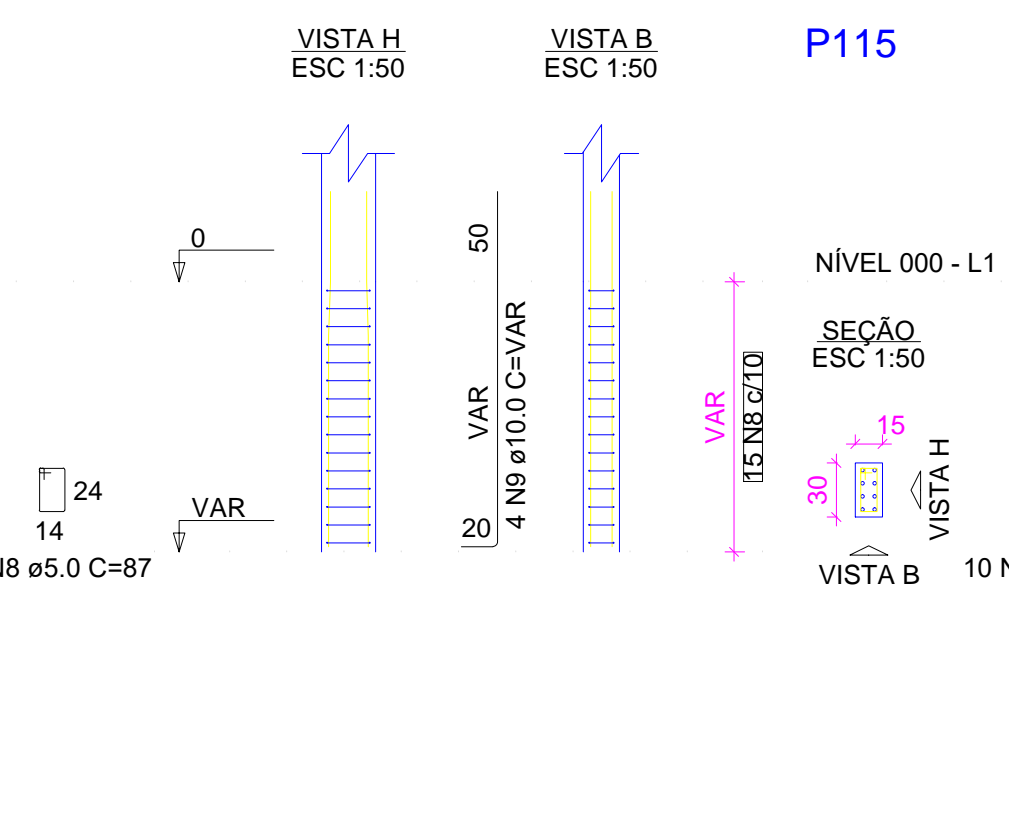 VISTA H
ESC 1:50
VISTA B
ESC 1:50
P115
0
50
NÍVEL 000 - L1
SEÇÃO
ESC 1:50
VAR
4 N9 ø10.0 C=VAR
VAR
15 N8 c/10
15
30
VISTA H
VISTA B
24
14
N8 ø5.0 C=87
VAR
20
10 N